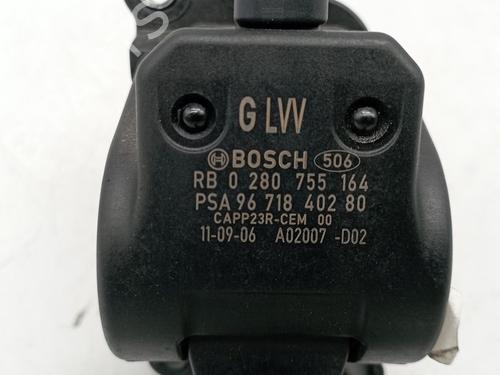 G LW
BOSCH 506
RB 0 280 755 164
PSA 96 718 402 80
CAPP23R-CEM 00
11-09-06 A02007 -D02